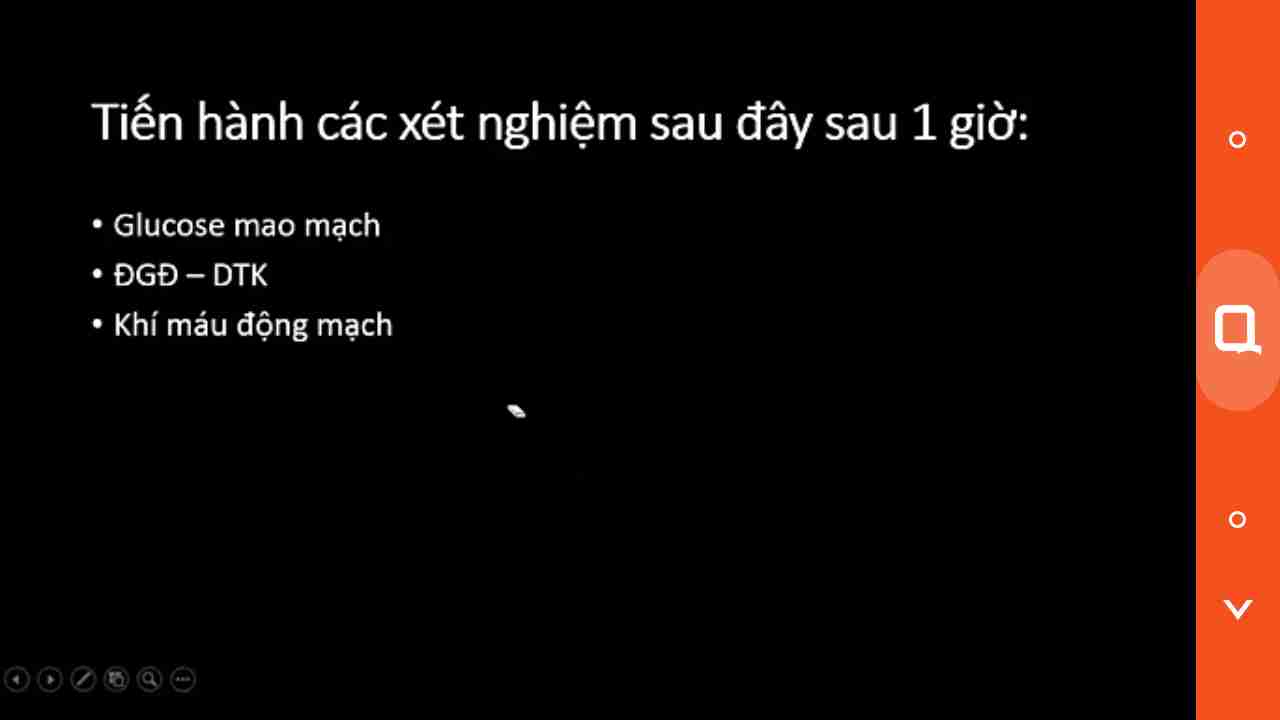 Tiến hành các xét nghiệm sau đây sau 1 giờ:
• Glucose mao mạch
• ĐGĐ – DTK
• Khí máu động mạch